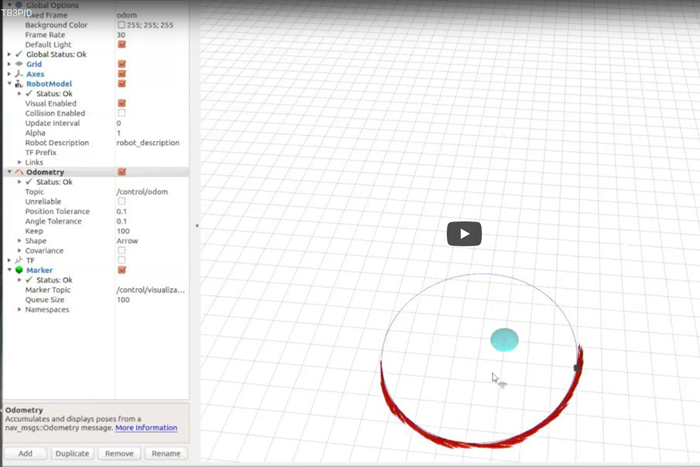 TB3PID
Global Options
Fixed Frame odom
Background Color 255; 255; 255
Frame Rate 30
Default Light
Global Status: Ok
Grid
Axes
RobotModel
Status: Ok
Visual Enabled
Collision Enabled
Update Interval 0
Alpha 1
Robot Description robot_description
TF Prefix
Links
Odometry
Status: Ok
Topic /control/odom
Unreliable
Position Tolerance 0.1
Angle Tolerance 0.1
Keep 100
Shape Arrow
Covariance
TF
Marker
Status: Ok
Marker Topic /control/visualiza...
Queue Size 100
Namespaces
Odometry
Accumulates and displays poses from a
nav_msgs::Odometry message. More Information
Add Duplicate Remove Rename